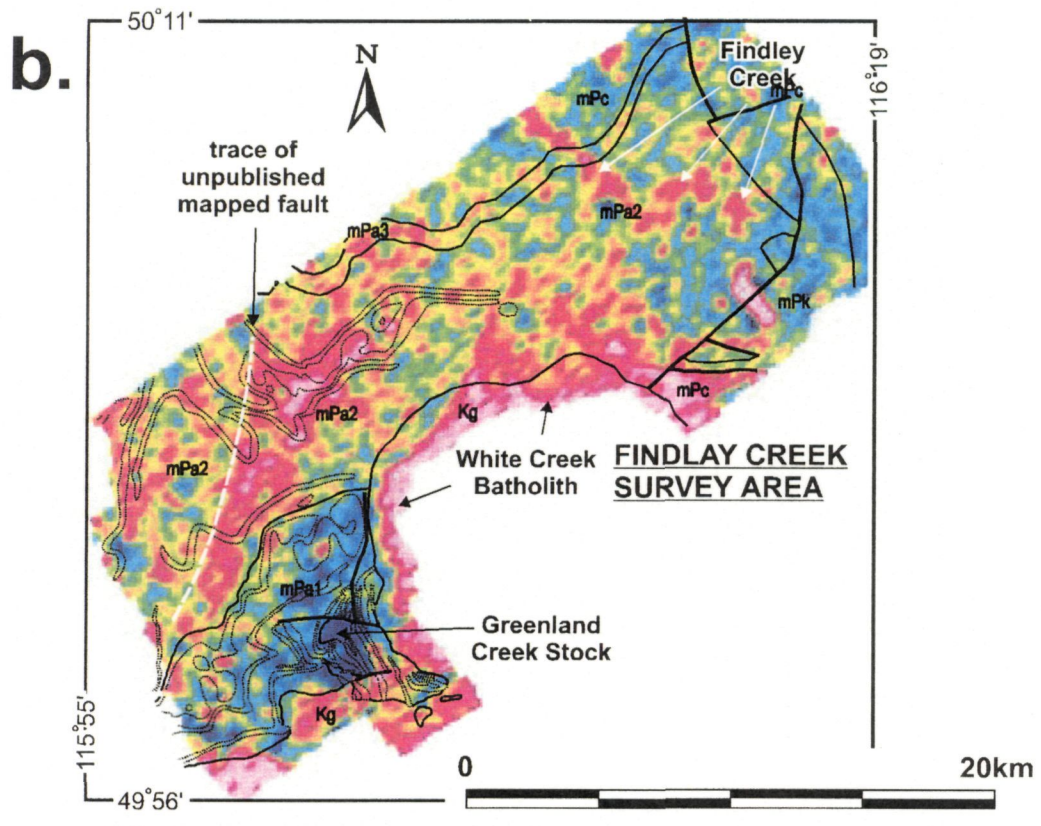 b.
50°11'
N
Findley
Creek
mPc
mPc
116°19'
trace of
unpublished
mapped fault
mPa3
mPa2
mPk
mPa2
mPc
Kg
mPa2
White Creek
Batholith
FINDLAY CREEK
SURVEY AREA
mPa1
Greenland
Creek Stock
Kg
115°55'
49°56'
0
20km